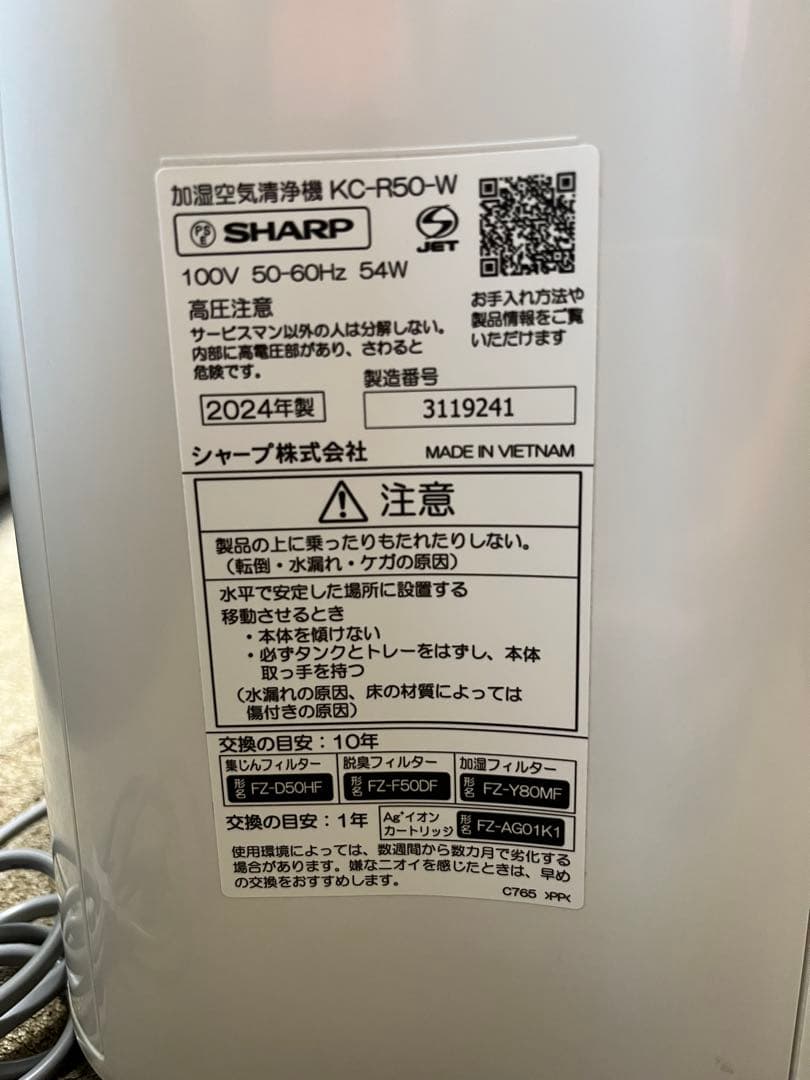 加湿空気清浄機 KC-R50-W
PSE SHARP
JET
100V 50-60Hz 54W
お手入れ方法や
製品情報をご覧
いただけます
高圧注意
サービスマン以外の人は分解しない。
内部に高電圧部があり、さわると
危険です。
製造番号
2024年製
3119241
シャープ株式会社
MADE IN VIETNAM
注意
製品の上に乗ったりもたれたりしない。
（転倒・水漏れ・ケガの原因）
水平で安定した場所に設置する
移動させるとき
・本体を傾けない
・必ずタンクとトレーをはずし、本体
取っ手を持つ
（水漏れの原因、床の材質によっては
傷付きの原因）
交換の目安：10年
集じんフィルター 脱臭フィルター 加湿フィルター
形名 FZ-D50HF 形名 FZ-F50DF 形名 FZ-Y80MF
交換の目安：1年
Ag⁺イオン
カートリッジ 形名 FZ-AG01K1
使用環境によっては、数週間から数カ月で劣化する
場合があります。嫌なニオイを感じたときは、早め
の交換をおすすめします。
C765 >PP<